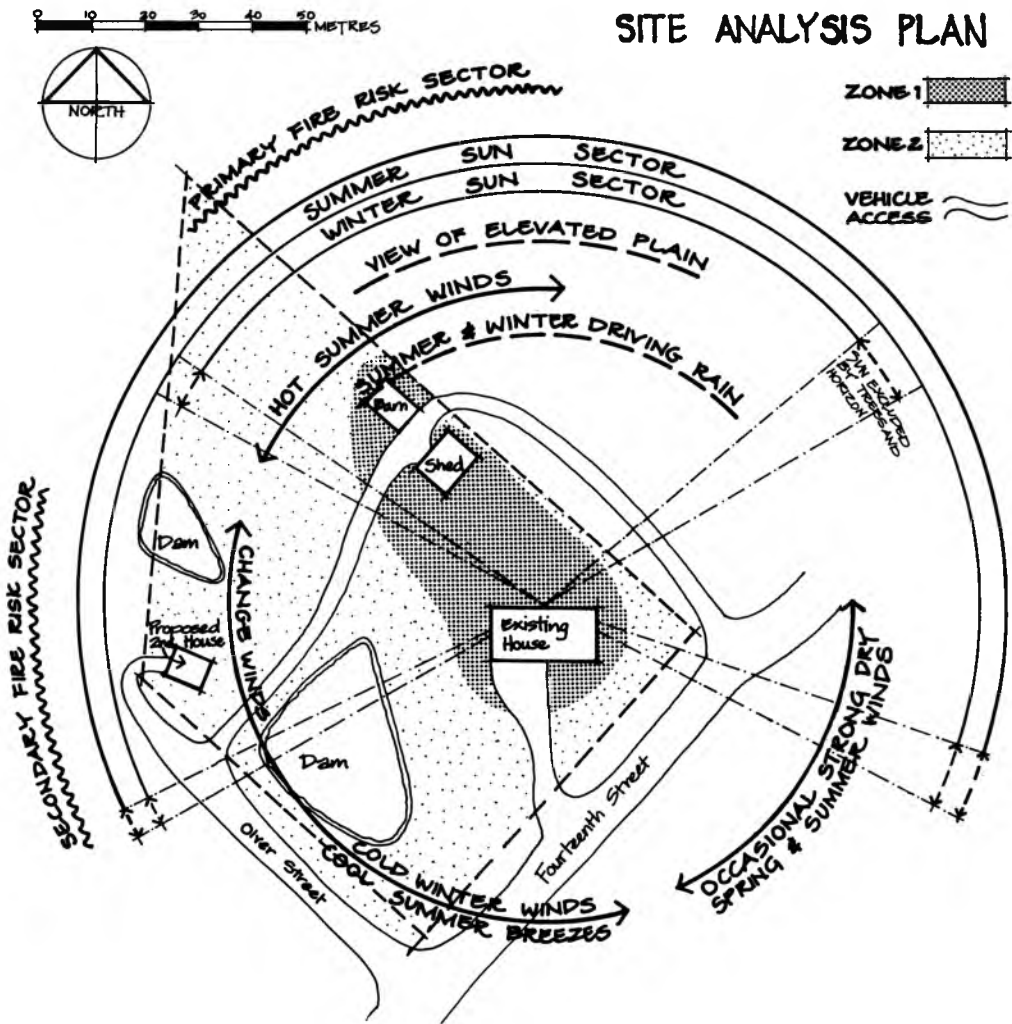 SITE ANALYSIS PLAN
0 10 20 30 40 50 METRES
NORTH
ZONE 1
ZONE 2
VEHICLE
ACCESS
PRIMARY FIRE RISK SECTOR
SUMMER SUN SECTOR
WINTER SUN SECTOR
VIEW OF ELEVATED PLAIN
HOT SUMMER WINDS
SUMMER & WINTER DRIVING RAIN
SUN EXCLUDED
BY TREES AND
HORIZON
Barn
Shed
SECONDARY FIRE RISK SECTOR
Dam
CHANGE WINDS
Proposed
2nd House
Existing
House
Dam
Oliver Street
Fourteenth Street
COLD WINTER WINDS
COOL SUMMER BREEZES
OCCASIONAL STRONG DRY
SPRING & SUMMER WINDS